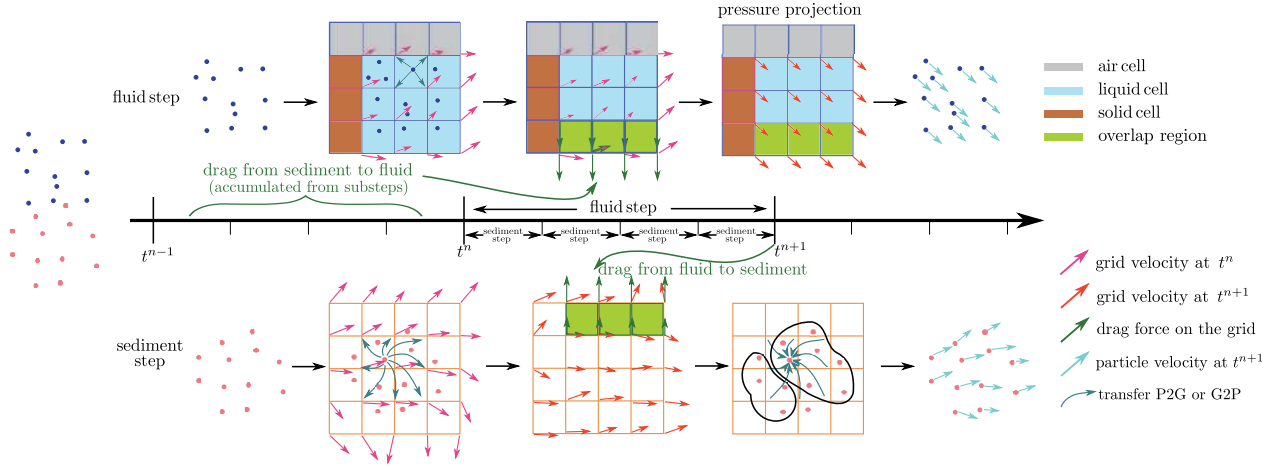 pressure projection
fluid step
air cell
liquid cell
solid cell
overlap region
drag from sediment to fluid
(accumulated from substeps)
fluid step
sediment
step
sediment
step
sediment
step
sediment
step
t^{n-1}
t^n
t^{n+1}
drag from fluid to sediment
sediment
step
grid velocity at t^n
grid velocity at t^{n+1}
drag force on the grid
particle velocity at t^{n+1}
transfer P2G or G2P